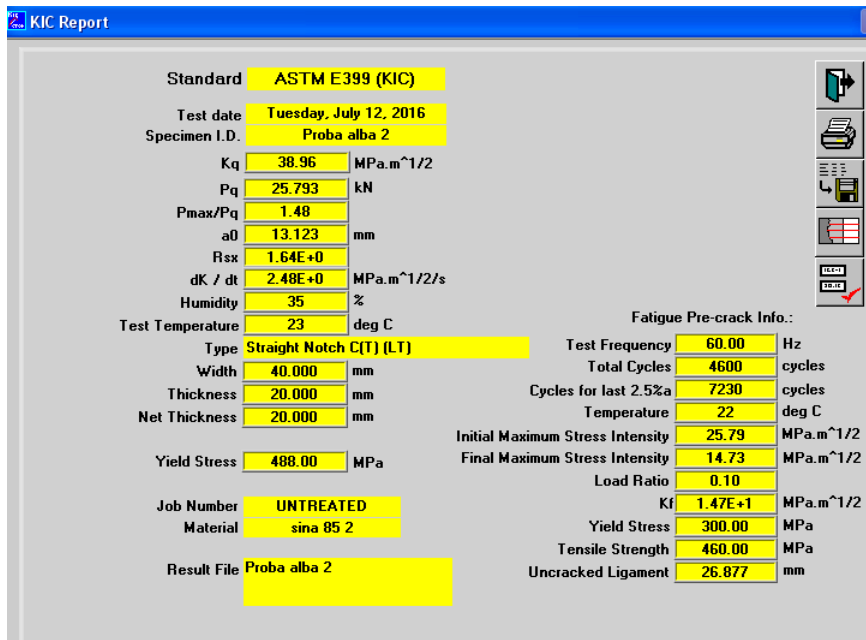 KIC Report
Standard ASTM E399 (KIC)
Test date Tuesday, July 12, 2016
Specimen I.D. Proba alba 2
Kq 38.96 MPa.m^1/2
Pq 25.793 kN
Pmax/Pq 1.48
a0 13.123 mm
Rsx 1.64E+0
dK / dt 2.48E+0 MPa.m^1/2/s
Humidity 35 %
Test Temperature 23 deg C
Type Straight Notch C(T) (LT)
Width 40.000 mm
Thickness 20.000 mm
Net Thickness 20.000 mm
Yield Stress 488.00 MPa
Job Number UNTREATED
Material sina 85 2
Result File Proba alba 2
Fatigue Pre-crack Info.:
Test Frequency 60.00 Hz
Total Cycles 4600 cycles
Cycles for last 2.5%a 7230 cycles
Temperature 22 deg C
Initial Maximum Stress Intensity 25.79 MPa.m^1/2
Final Maximum Stress Intensity 14.73 MPa.m^1/2
Load Ratio 0.10
Kf 1.47E+1 MPa.m^1/2
Yield Stress 300.00 MPa
Tensile Strength 460.00 MPa
Uncracked Ligament 26.877 mm